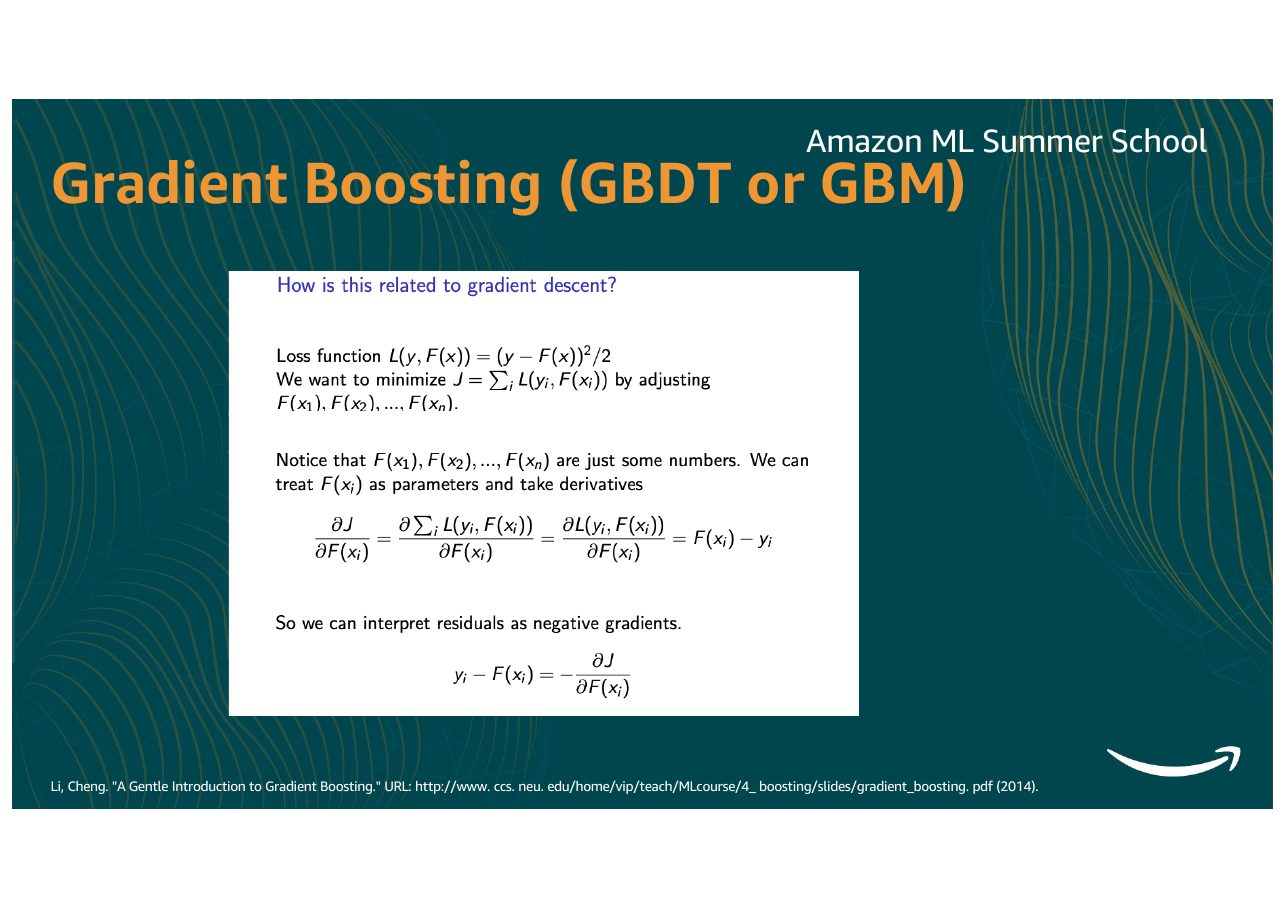 Amazon ML Summer School
Gradient Boosting (GBDT or GBM)
How is this related to gradient descent?
Loss function L(y, F(x)) = (y − F(x))²/2
We want to minimize J = ∑ᵢ L(yᵢ, F(xᵢ)) by adjusting
F(x₁), F(x₂), ..., F(xₙ).
Notice that F(x₁), F(x₂), ..., F(xₙ) are just some numbers. We can
treat F(xᵢ) as parameters and take derivatives
∂J/∂F(xᵢ) = ∂∑ᵢ L(yᵢ, F(xᵢ))/∂F(xᵢ) = ∂L(yᵢ, F(xᵢ))/∂F(xᵢ) = F(xᵢ) − yᵢ
So we can interpret residuals as negative gradients.
yᵢ − F(xᵢ) = −∂J/∂F(xᵢ)
Li, Cheng. "A Gentle Introduction to Gradient Boosting." URL: http://www. ccs. neu. edu/home/vip/teach/MLcourse/4_ boosting/slides/gradient_boosting. pdf (2014).